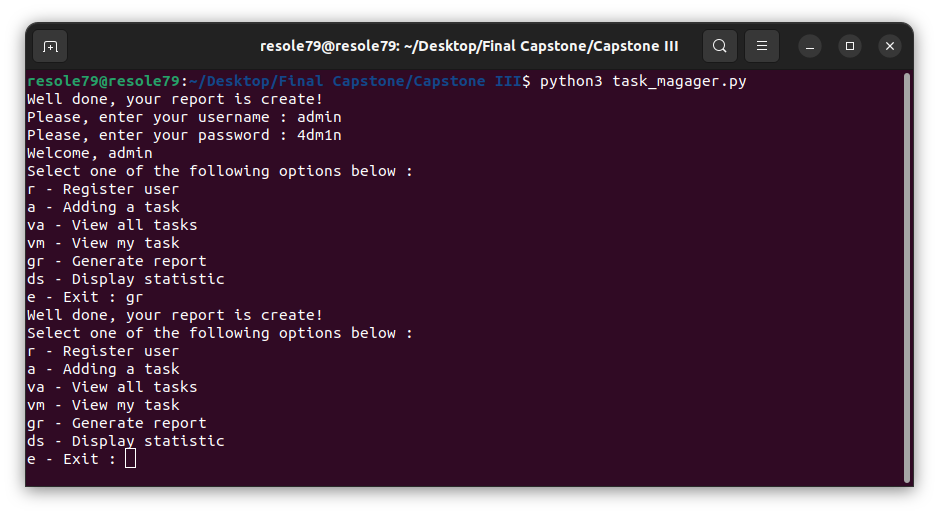 resole79@resole79: ~/Desktop/Final Capstone/Capstone III
resole79@resole79:~/Desktop/Final Capstone/Capstone III$ python3 task_magager.py
Well done, your report is create!
Please, enter your username : admin
Please, enter your password : 4dm1n
Welcome, admin
Select one of the following options below :
r - Register user
a - Adding a task
va - View all tasks
vm - View my task
gr - Generate report
ds - Display statistic
e - Exit : gr
Well done, your report is create!
Select one of the following options below :
r - Register user
a - Adding a task
va - View all tasks
vm - View my task
gr - Generate report
ds - Display statistic
e - Exit :